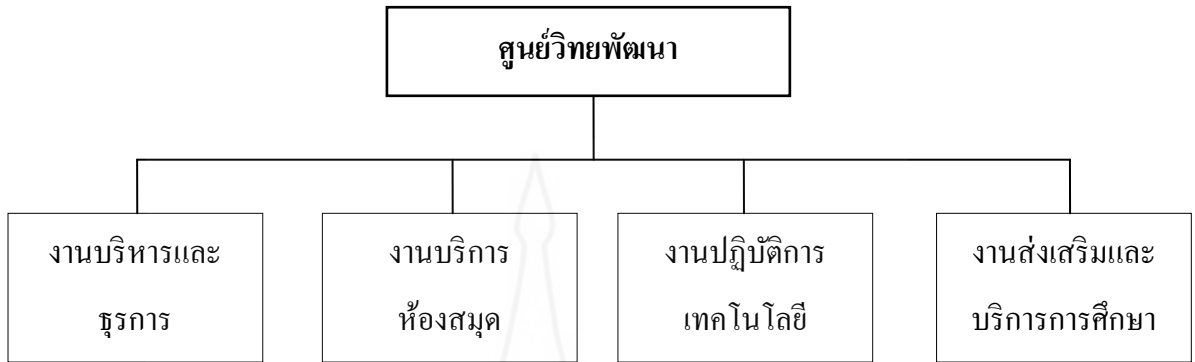 ศูนย์วิทยพัฒนา
งานบริหารและ
ธุรการ
งานบริการ
ห้องสมุด
งานปฏิบัติการ
เทคโนโลยี
งานส่งเสริมและ
บริการการศึกษา